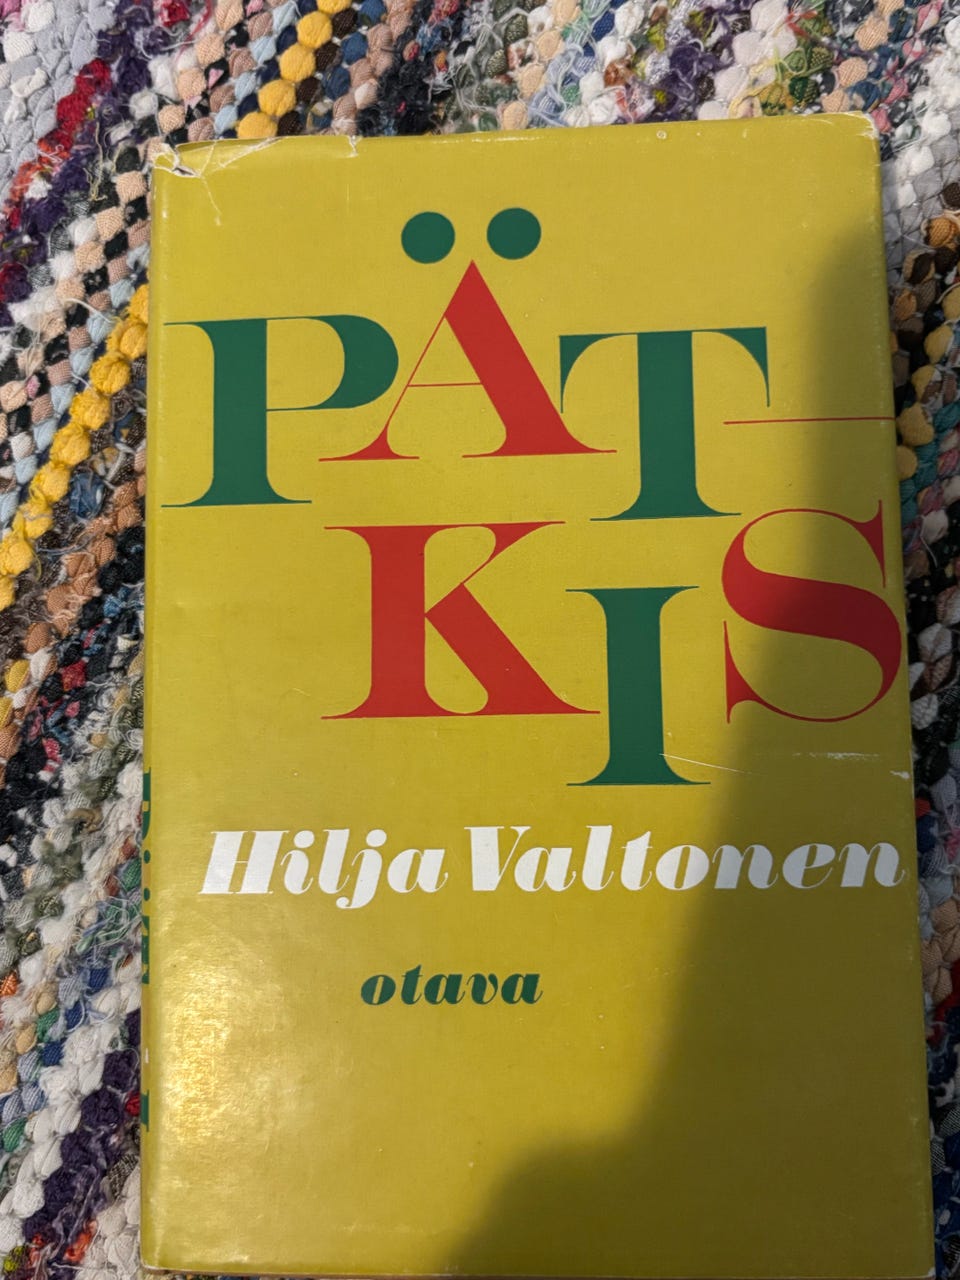 PÄT-
KIS
Hilja Valtonen
otava